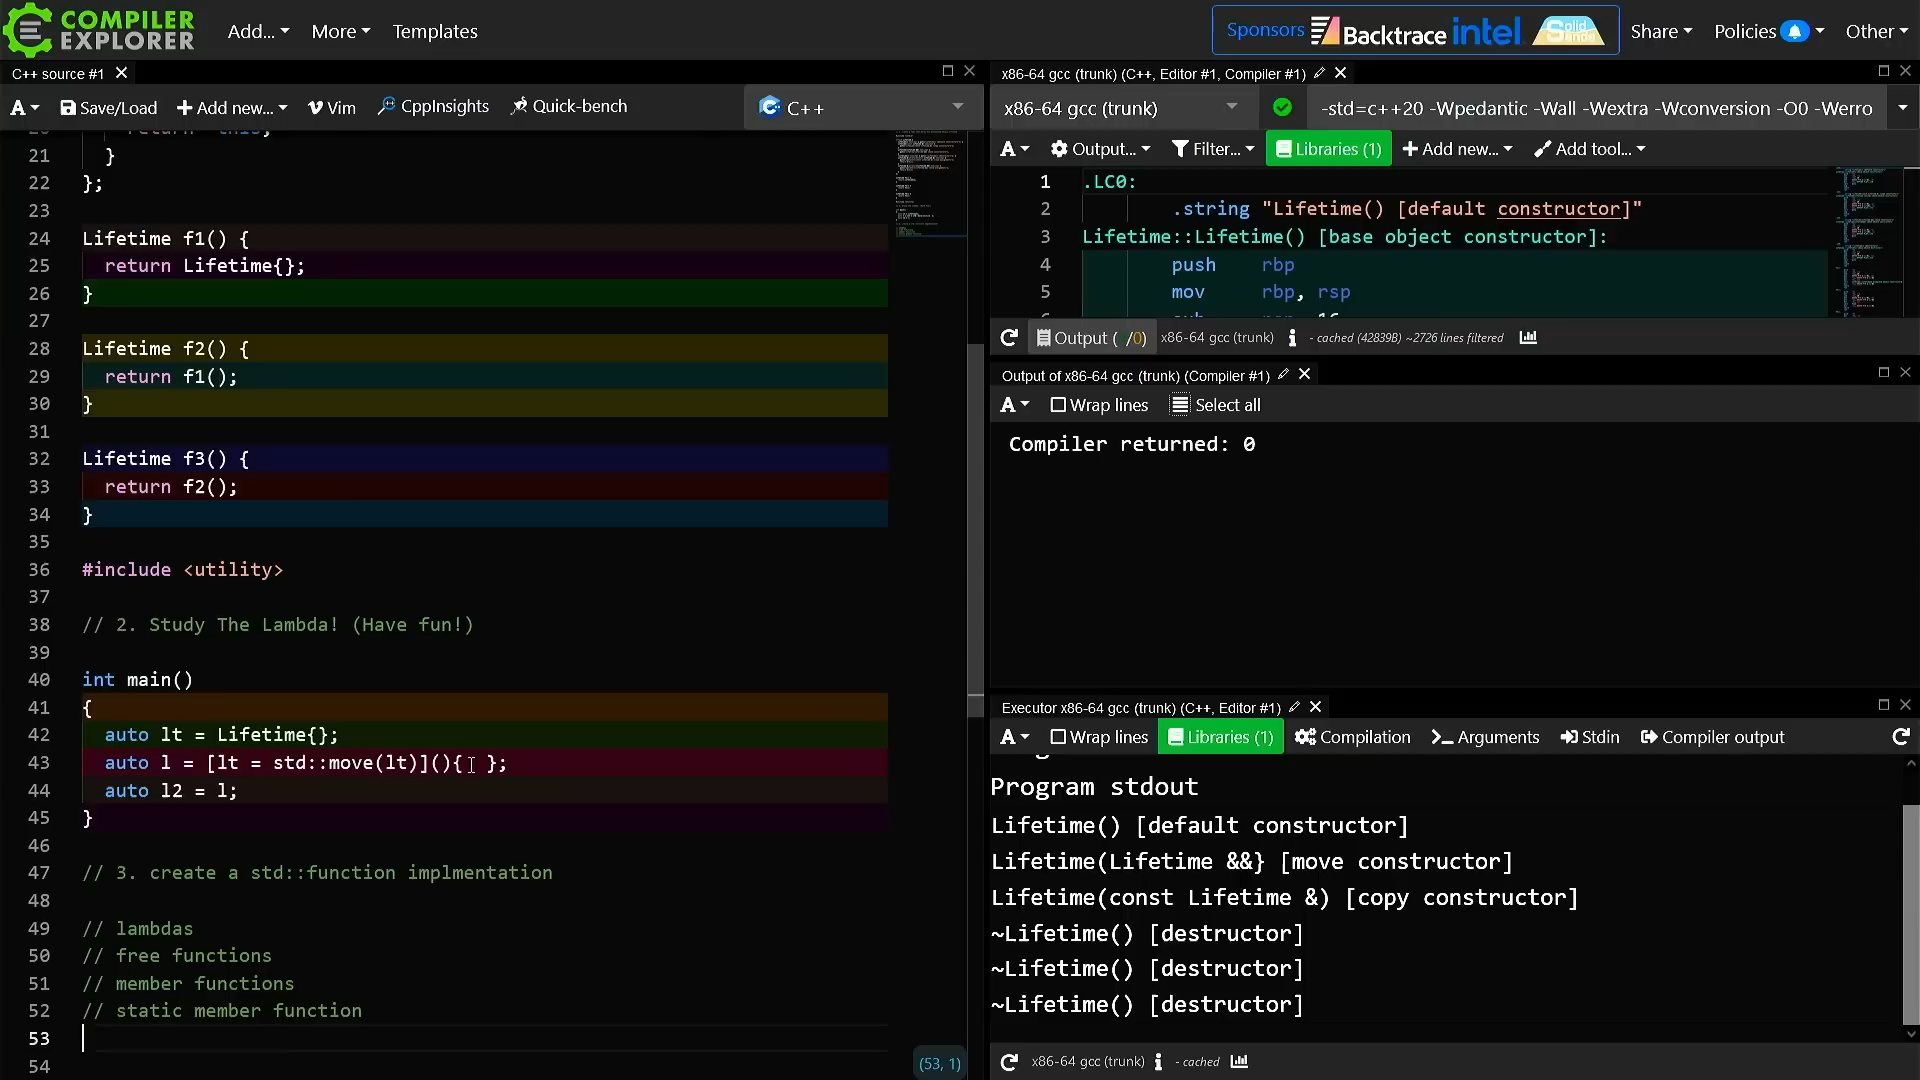 COMPILER
EXPLORER
Add...
More
Templates
Sponsors
Backtrace
intel
Solid
Sands
Share
Policies
Other
C++ source #1
A
Save/Load
Add new...
Vim
CppInsights
Quick-bench
C++
21 }
22 };
23
24 Lifetime f1() {
25 return Lifetime{};
26 }
27
28 Lifetime f2() {
29 return f1();
30 }
31
32 Lifetime f3() {
33 return f2();
34 }
35
36 #include <utility>
37
38 // 2. Study The Lambda! (Have fun!)
39
40 int main()
41 {
42 auto lt = Lifetime{};
43 auto l = [lt = std::move(lt)](){ };
44 auto l2 = l;
45 }
46
47 // 3. create a std::function implmentation
48
49 // lambdas
50 // free functions
51 // member functions
52 // static member function
53
54
(53, 1)
x86-64 gcc (trunk) (C++, Editor #1, Compiler #1)
x86-64 gcc (trunk)
-std=c++20 -Wpedantic -Wall -Wextra -Wconversion -O0 -Werro
A
Output...
Filter...
Libraries (1)
Add new...
Add tool...
1 .LC0:
2 .string "Lifetime() [default constructor]"
3 Lifetime::Lifetime() [base object constructor]:
4 push rbp
5 mov rbp, rsp
Output ( /0)
x86-64 gcc (trunk)
- cached (42839B) ~2726 lines filtered
Output of x86-64 gcc (trunk) (Compiler #1)
A
Wrap lines
Select all
Compiler returned: 0
Executor x86-64 gcc (trunk) (C++, Editor #1)
A
Wrap lines
Libraries (1)
Compilation
Arguments
Stdin
Compiler output
Program stdout
Lifetime() [default constructor]
Lifetime(Lifetime &&} [move constructor]
Lifetime(const Lifetime &) [copy constructor]
~Lifetime() [destructor]
~Lifetime() [destructor]
~Lifetime() [destructor]
x86-64 gcc (trunk)
- cached